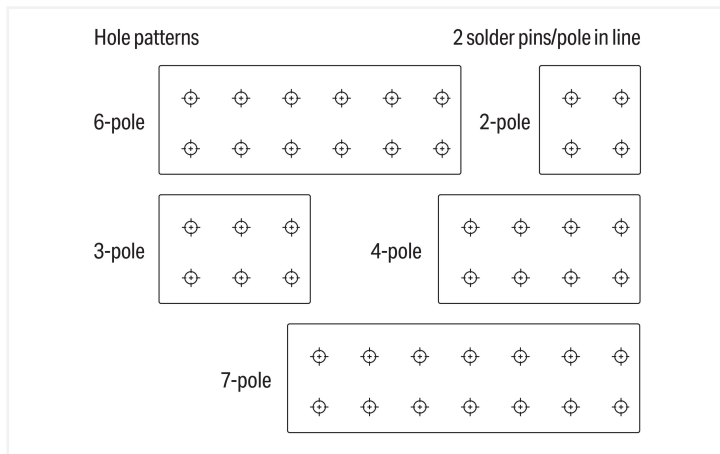 Hole patterns
2 solder pins/pole in line
6-pole
2-pole
3-pole
4-pole
7-pole